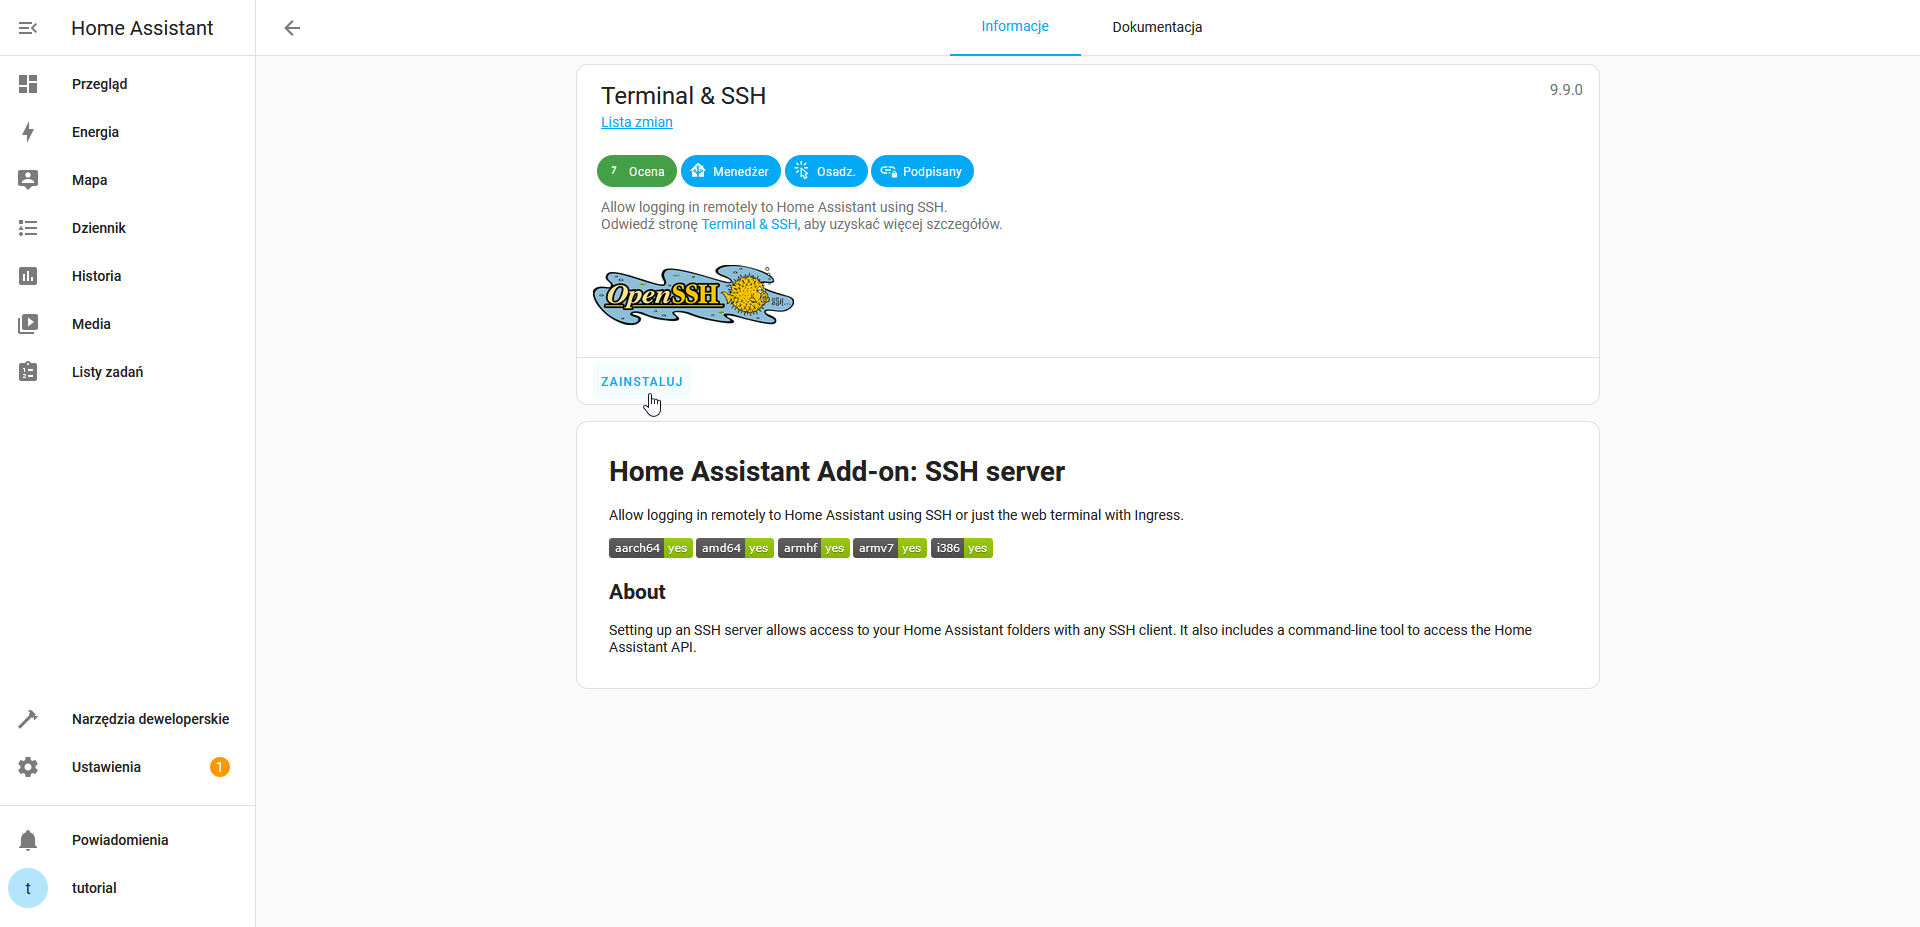 Home Assistant
Informacje
Dokumentacja
Przegląd
Energia
Mapa
Dziennik
Historia
Media
Listy zadań
Narzędzia deweloperskie
Ustawienia
1
Powiadomienia
t
tutorial
Terminal & SSH
9.9.0
Lista zmian
7 Ocena
Menedżer
Osadz.
Podpisany
Allow logging in remotely to Home Assistant using SSH.
Odwiedź stronę Terminal & SSH, aby uzyskać więcej szczegółów.
OpenSSH
SSH...
ZAINSTALUJ
Home Assistant Add-on: SSH server
Allow logging in remotely to Home Assistant using SSH or just the web terminal with Ingress.
aarch64 yes amd64 yes armhf yes armv7 yes i386 yes
About
Setting up an SSH server allows access to your Home Assistant folders with any SSH client. It also includes a command-line tool to access the Home
Assistant API.